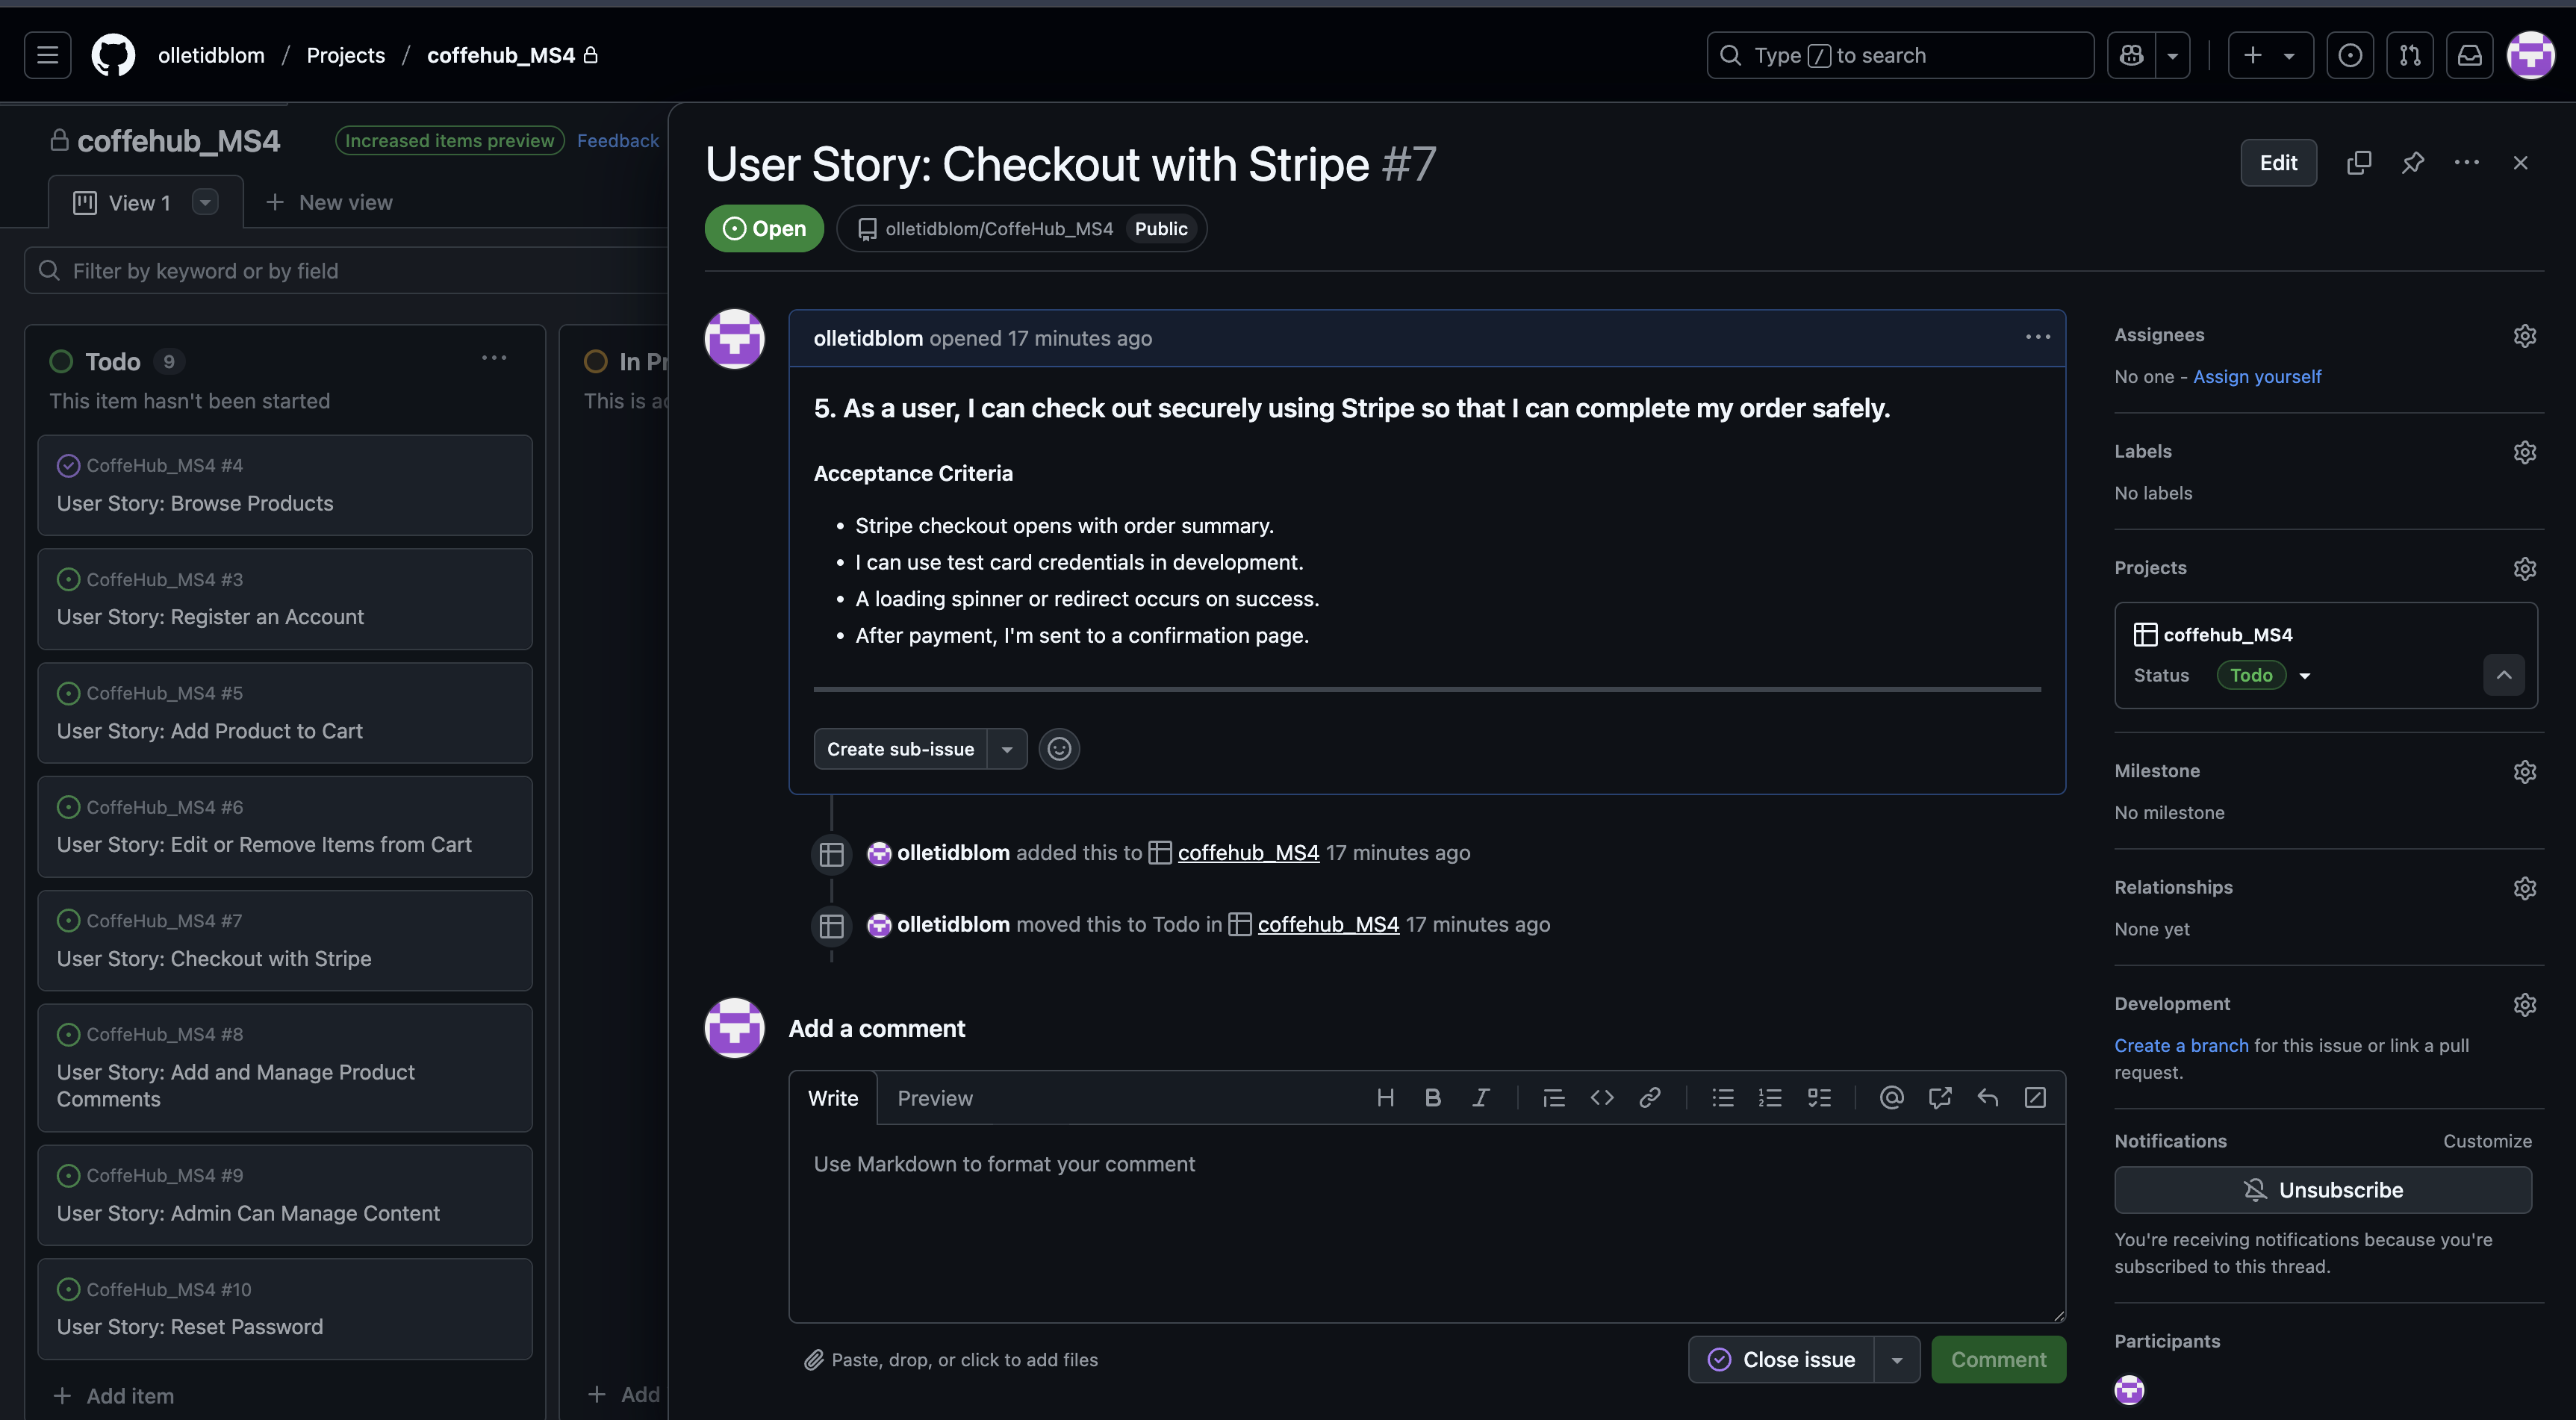 olletidblom / Projects / coffehub_MS4
Type / to search
coffehub_MS4
Increased items preview
Feedback
View 1
New view
Filter by keyword or by field
Todo 9
This item hasn't been started
CoffeHub_MS4 #4
User Story: Browse Products
CoffeHub_MS4 #3
User Story: Register an Account
CoffeHub_MS4 #5
User Story: Add Product to Cart
CoffeHub_MS4 #6
User Story: Edit or Remove Items from Cart
CoffeHub_MS4 #7
User Story: Checkout with Stripe
CoffeHub_MS4 #8
User Story: Add and Manage Product
Comments
CoffeHub_MS4 #9
User Story: Admin Can Manage Content
CoffeHub_MS4 #10
User Story: Reset Password
+ Add item
In Pr
This is a
+ Add
User Story: Checkout with Stripe #7
Edit
Open
olletidblom/CoffeHub_MS4 Public
olletidblom opened 17 minutes ago
5. As a user, I can check out securely using Stripe so that I can complete my order safely.
Acceptance Criteria
• Stripe checkout opens with order summary.
• I can use test card credentials in development.
• A loading spinner or redirect occurs on success.
• After payment, I'm sent to a confirmation page.
Create sub-issue
olletidblom added this to coffehub_MS4 17 minutes ago
olletidblom moved this to Todo in coffehub_MS4 17 minutes ago
Add a comment
Write
Preview
Use Markdown to format your comment
Paste, drop, or click to add files
Close issue
Comment
Assignees
No one - Assign yourself
Labels
No labels
Projects
coffehub_MS4
Status Todo
Milestone
No milestone
Relationships
None yet
Development
Create a branch for this issue or link a pull
request.
Notifications
Customize
Unsubscribe
You're receiving notifications because you're
subscribed to this thread.
Participants